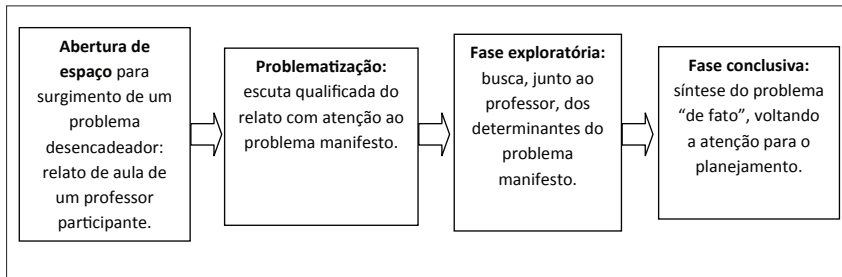 Abertura de
espaço para
surgimento de um
problema
desencadeador:
relato de aula de
um professor
participante.
Problematização:
escuta qualificada do
relato com atenção ao
problema manifesto.
Fase exploratória:
busca, junto ao
professor, dos
determinantes do
problema
manifesto.
Fase conclusiva:
síntese do problema
“de fato”, voltando
a atenção para o
planejamento.